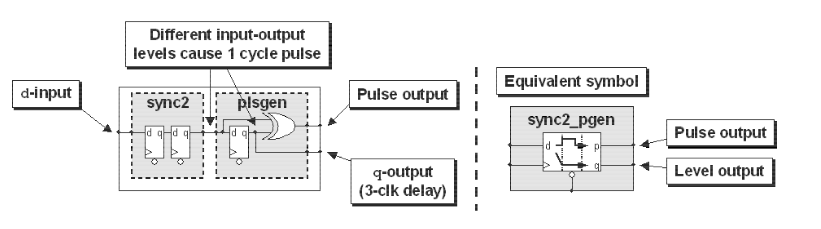 Different input-output
levels cause 1 cycle pulse
d-input
sync2
plsgen
d q
d q
d q
Pulse output
q-output
(3-clk delay)
Equivalent symbol
sync2_pgen
d
p
q
Pulse output
Level output